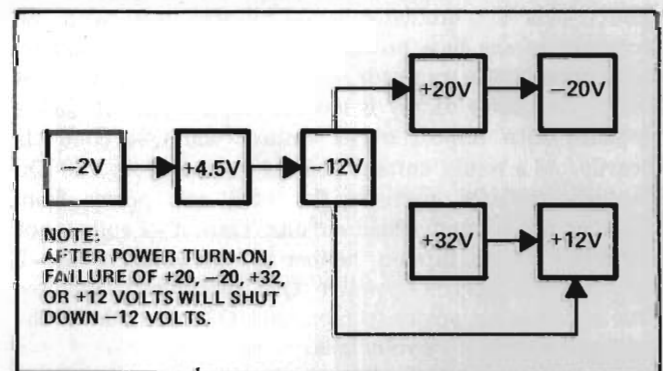 +20V
−20V
−2V
+4.5V
−12V
+32V
+12V
NOTE:
AFTER POWER TURN-ON,
FAILURE OF +20, −20, +32,
OR +12 VOLTS WILL SHUT
DOWN −12 VOLTS.